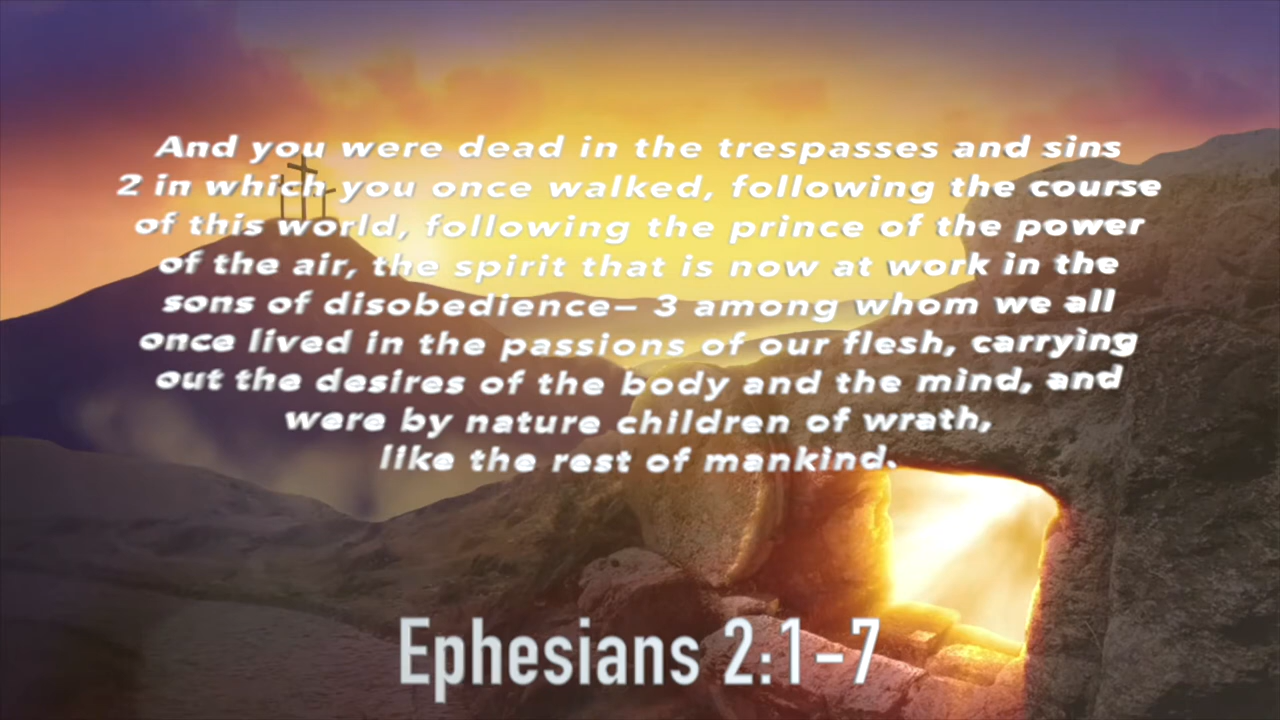 And you were dead in the trespasses and sins
2 in which you once walked, following the course
of this world, following the prince of the power
of the air, the spirit that is now at work in the
sons of disobedience— 3 among whom we all
once lived in the passions of our flesh, carrying
out the desires of the body and the mind, and
were by nature children of wrath,
like the rest of mankind.
Ephesians 2:1-7